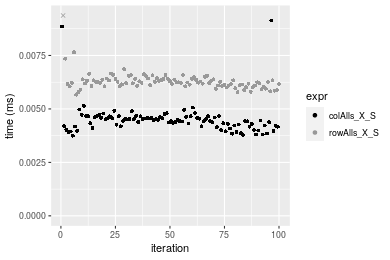 0.0075
0.0050
0.0025
0.0000
time (ms)
0
25
50
75
100
iteration
expr
colAlls_X_S
rowAlls_X_S